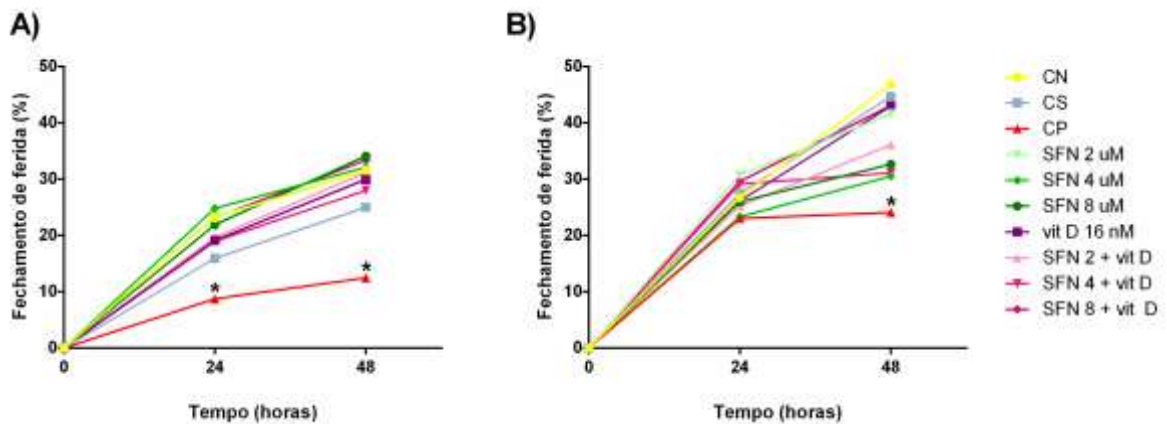 A)
Fechamento de ferida (%)
50
40
30
20
10
0
*
*
0
24
48
Tempo (horas)
B)
Fechamento de ferida (%)
50
40
30
20
10
0
*
0
24
48
Tempo (horas)
CN
CS
CP
SFN 2 uM
SFN 4 uM
SFN 8 uM
vit D 16 nM
SFN 2 + vit D
SFN 4 + vit D
SFN 8 + vit D